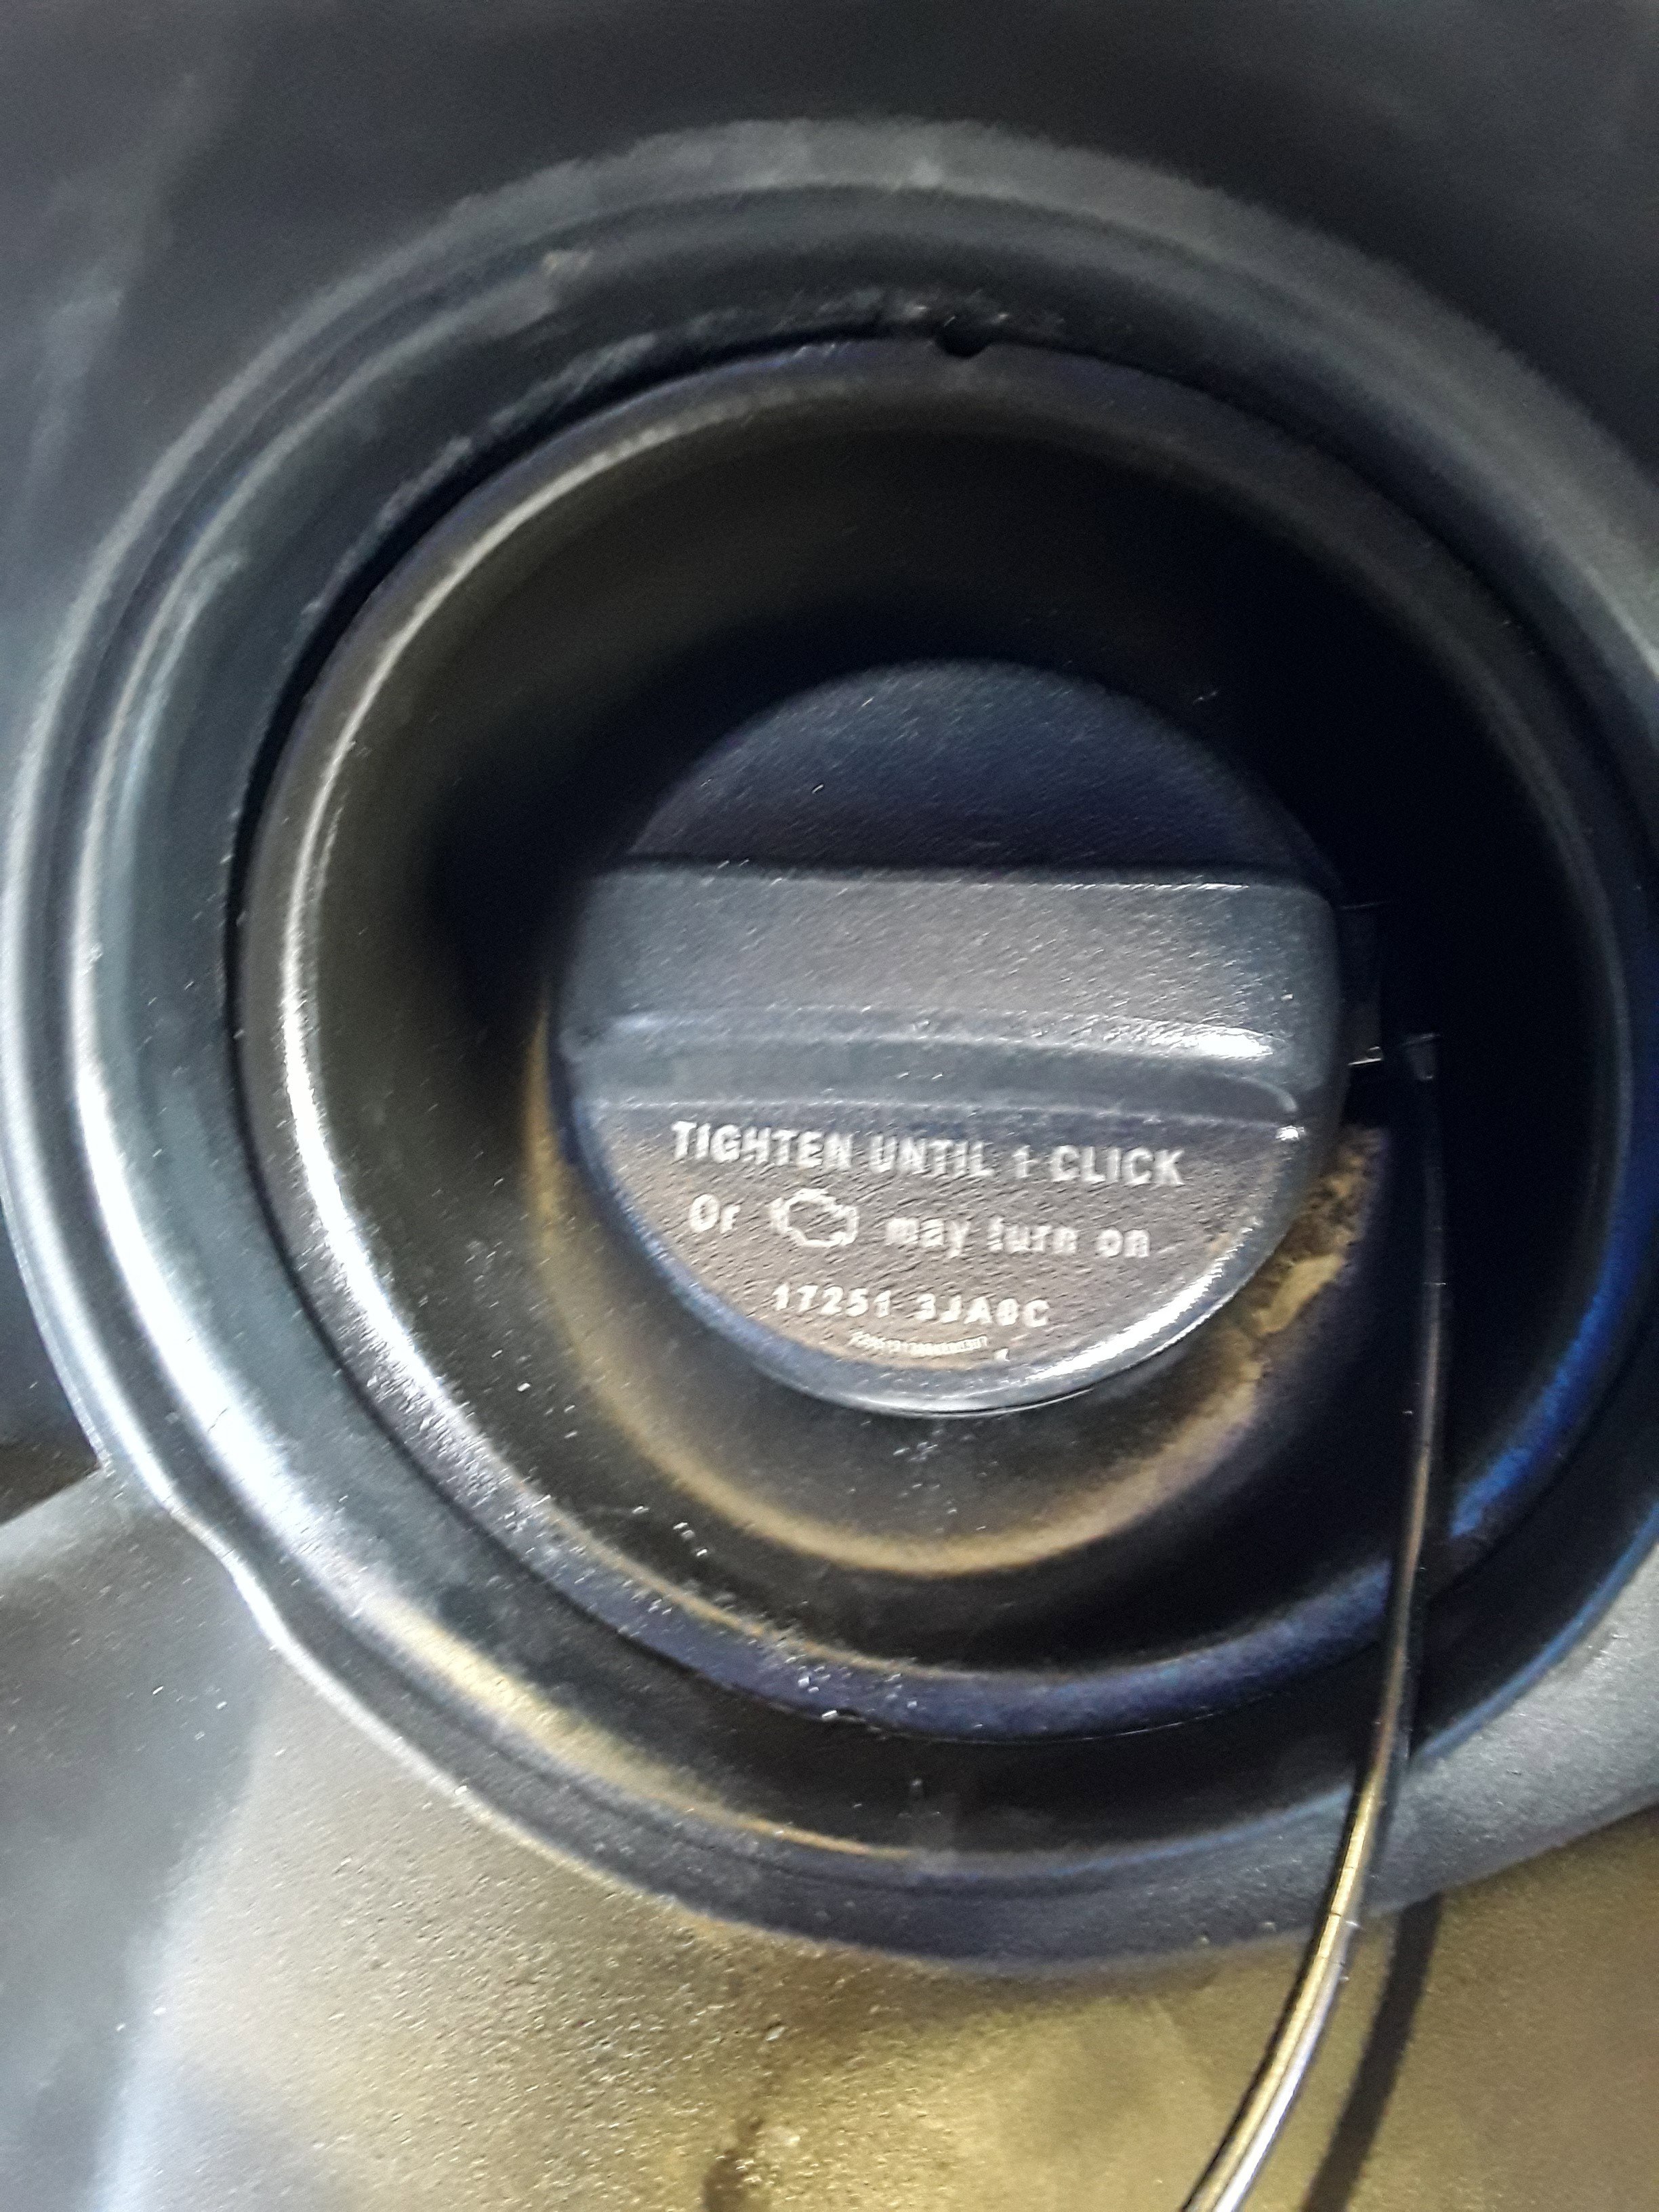 TIGHTEN UNTIL 1 CLICK
Or may turn on
17251 3JA0C